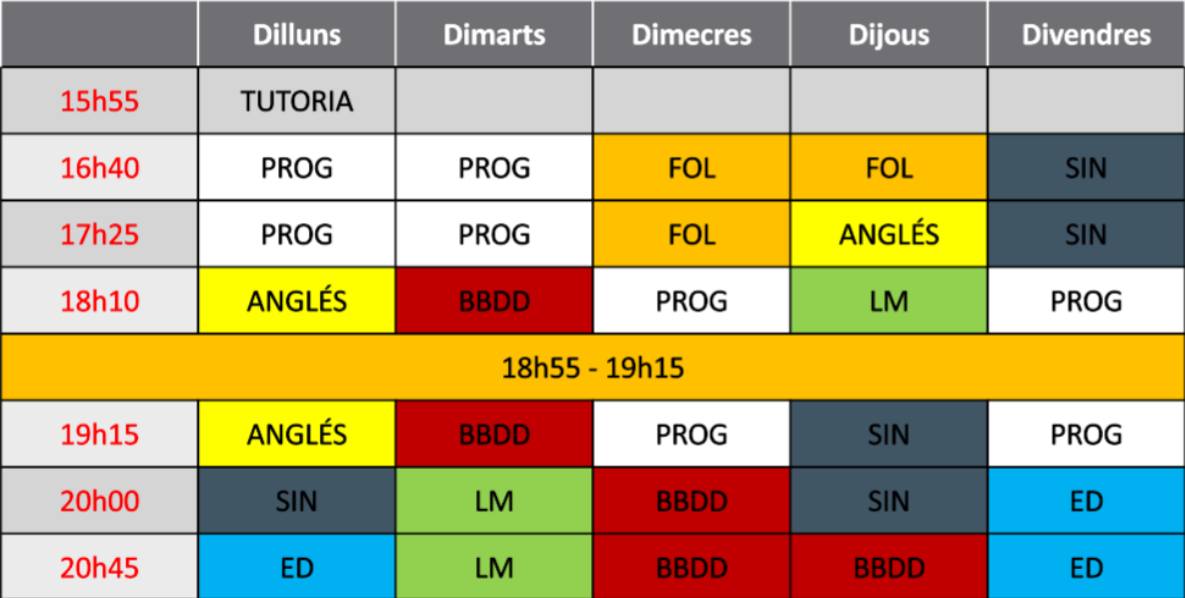 Dilluns Dimarts Dimecres Dijous Divendres
15h55 TUTORIA
16h40 PROG PROG FOL FOL SIN
17h25 PROG PROG FOL ANGLÉS SIN
18h10 ANGLÉS BBDD PROG LM PROG
18h55 - 19h15
19h15 ANGLÉS BBDD PROG SIN PROG
20h00 SIN LM BBDD SIN ED
20h45 ED LM BBDD BBDD ED